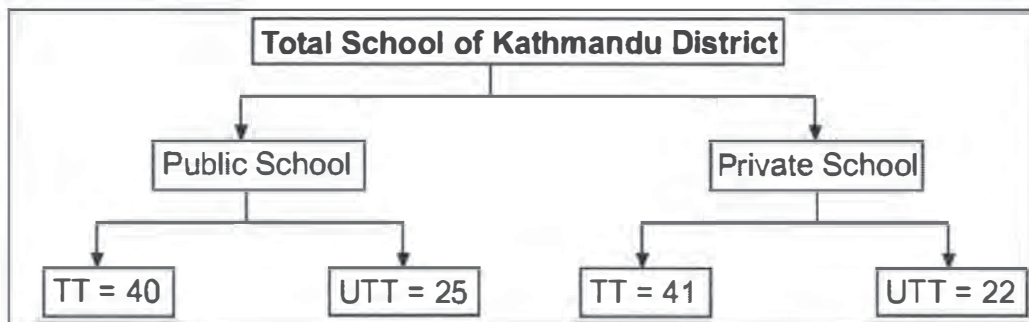 Total School of Kathmandu District
Public School
Private School
TT = 40
UTT = 25
TT = 41
UTT = 22